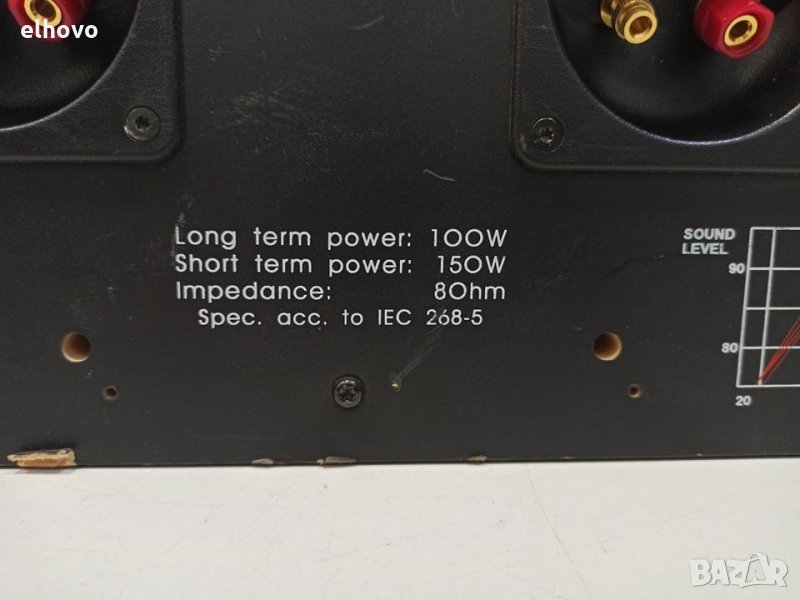 elhovo
Long term power: 100W
Short term power: 150W
Impedance: 8Ohm
Spec. acc. to IEC 268-5
SOUND
LEVEL
90
80
20
BAZAR